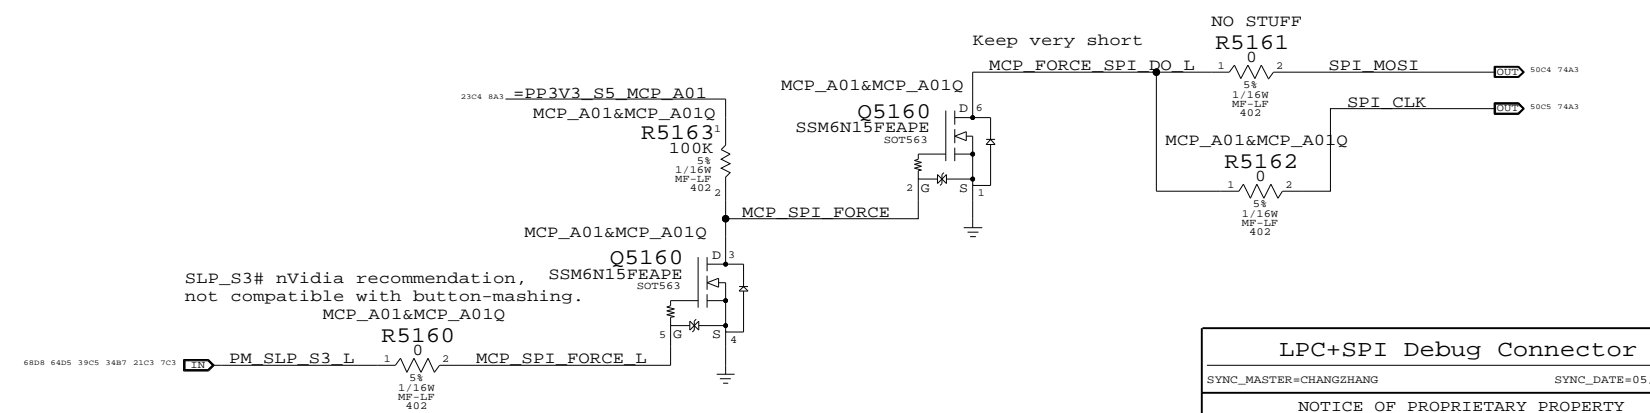 NO STUFF
R5161
0
Keep very short
MCP_FORCE_SPI_DO_L
1
2
SPI_MOSI
OUT
50C4 74A3
5%
1/16W
MF-LF
402
MCP_A01&MCP_A01Q
Q5160
SSM6N15FEAPE
SOT563
D
6
2
G
S
1
SPI_CLK
OUT
50C5 74A3
MCP_A01&MCP_A01Q
R5162
0
1
2
5%
1/16W
MF-LF
402
23C4 8A3
=PP3V3_S5_MCP_A01
MCP_A01&MCP_A01Q
R5163
1
100K
5%
1/16W
MF-LF
402
2
MCP_SPI_FORCE
MCP_A01&MCP_A01Q
Q5160
SSM6N15FEAPE
SOT563
D
3
5
G
S
4
SLP_S3# nVidia recommendation,
not compatible with button-mashing.
MCP_A01&MCP_A01Q
R5160
0
68D8 64D5 39C5 34B7 21C3 7C3
IN
PM_SLP_S3_L
1
2
MCP_SPI_FORCE_L
5%
1/16W
MF-LF
402
LPC+SPI Debug Connector
SYNC_MASTER=CHANGZHANG
SYNC_DATE=05
NOTICE OF PROPRIETARY PROPERTY